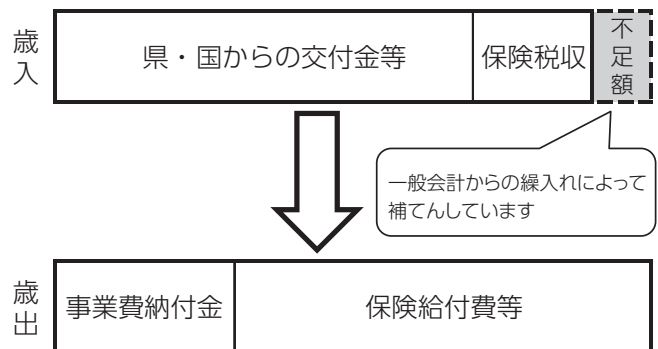 歳入
県・国からの交付金等
保険税収
不足額
一般会計からの繰入れによって
補てんしています
歳出
事業費納付金
保険給付費等